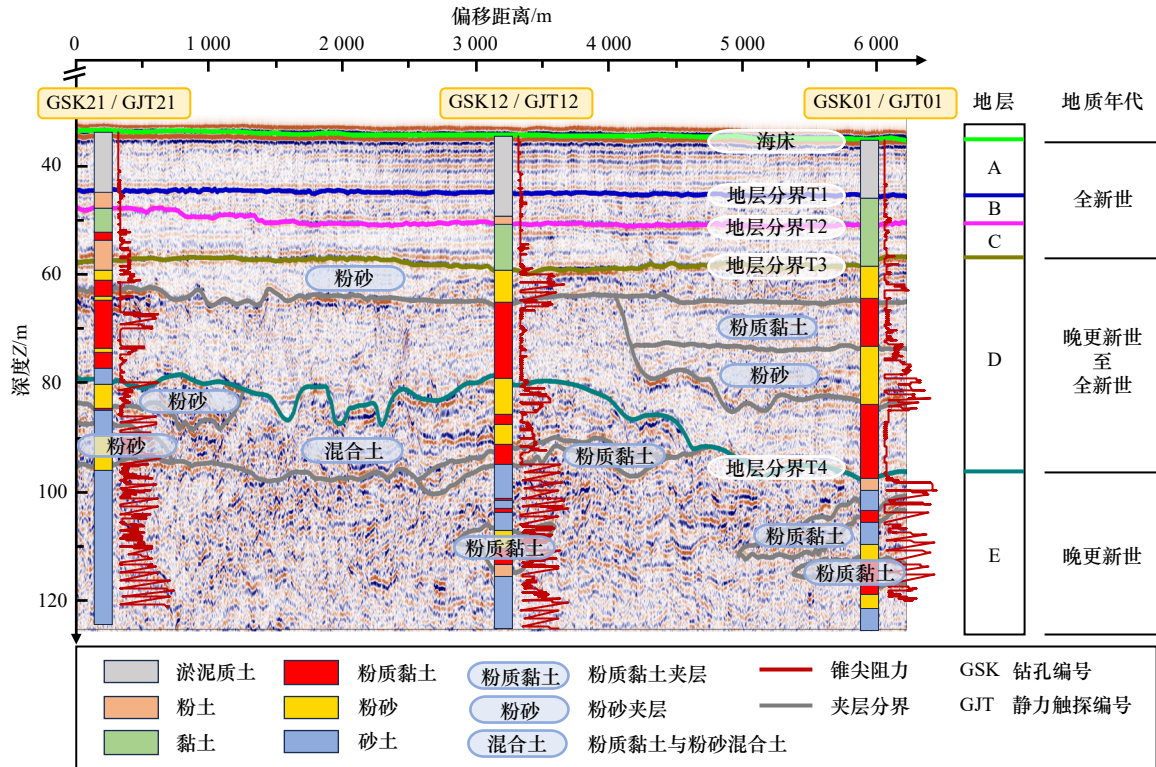 偏移距离/m
0 1 000 2 000 3 000 4 000 5 000 6 000
GSK21 / GJT21 GSK12 / GJT12 GSK01 / GJT01 地层 地质年代
海床
40
A
地层分界T1
全新世
B
地层分界T2
C
地层分界T3
60
粉砂
粉质黏土
晚更新世
至
全新世
D
深度Z/m
粉砂
80
粉砂
粉砂
混合土
粉质黏土
地层分界T4
100
粉质黏土
粉质黏土
E
晚更新世
粉质黏土
120
淤泥质土 粉质黏土 粉质黏土 粉质黏土夹层 锥尖阻力 GSK 钻孔编号
粉土 粉砂 粉砂 粉砂夹层 夹层分界 GJT 静力触探编号
黏土 砂土 混合土 粉质黏土与粉砂混合土